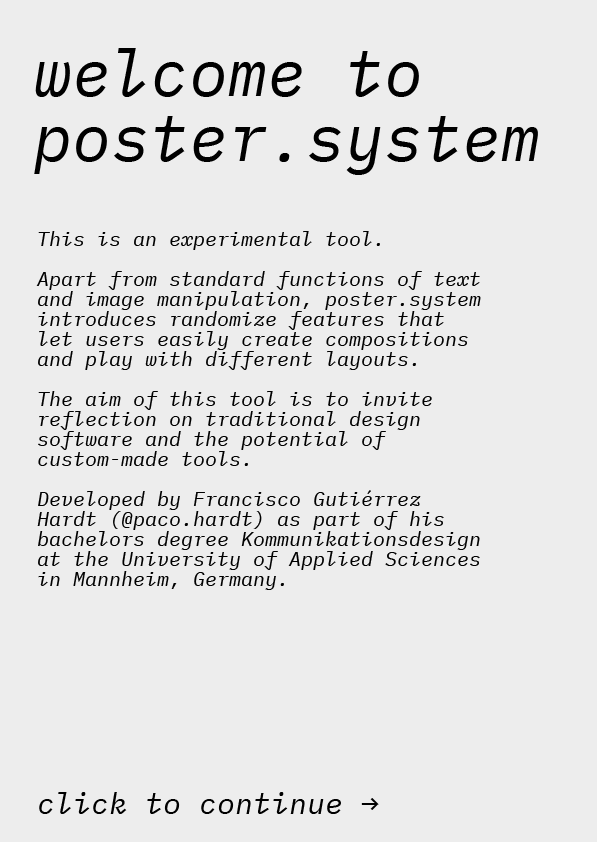 welcome to
poster.system
This is an experimental tool.
Apart from standard functions of text
and image manipulation, poster.system
introduces randomize features that
let users easily create compositions
and play with different layouts.
The aim of this tool is to invite
reflection on traditional design
software and the potential of
custom-made tools.
Developed by Francisco Gutiérrez
Hardt (@paco.hardt) as part of his
bachelors degree Kommunikationsdesign
at the University of Applied Sciences
in Mannheim, Germany.
click to continue →